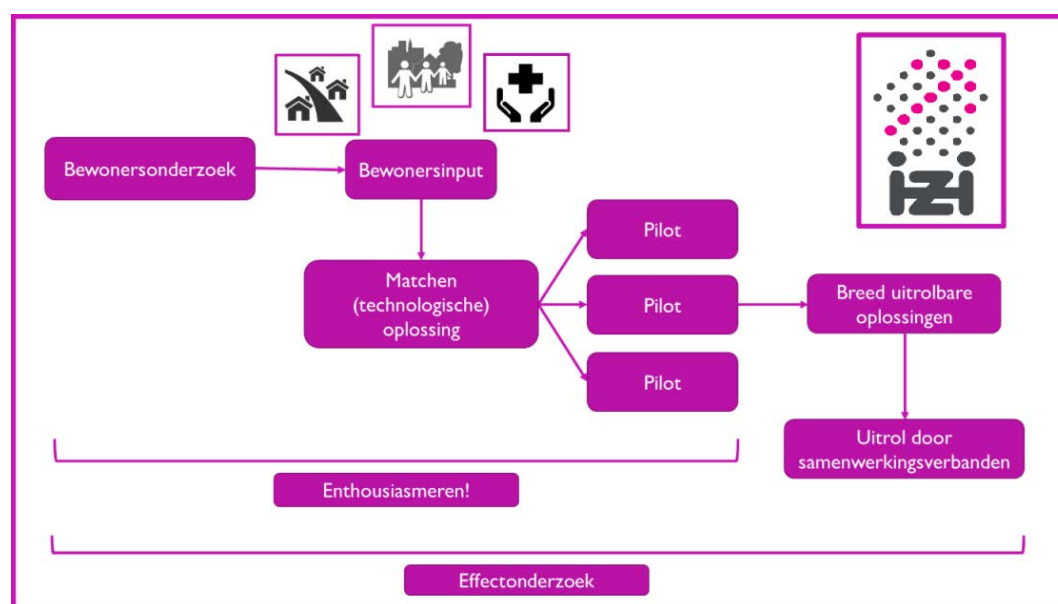 izi
Bewonersonderzoek
Bewonersinput
Pilot
Matchen
(technologische)
oplossing
Pilot
Breed uitrolbare
oplossingen
Pilot
Uitrol door
samenwerkingsverbanden
Enthousiasmeren!
Effectonderzoek